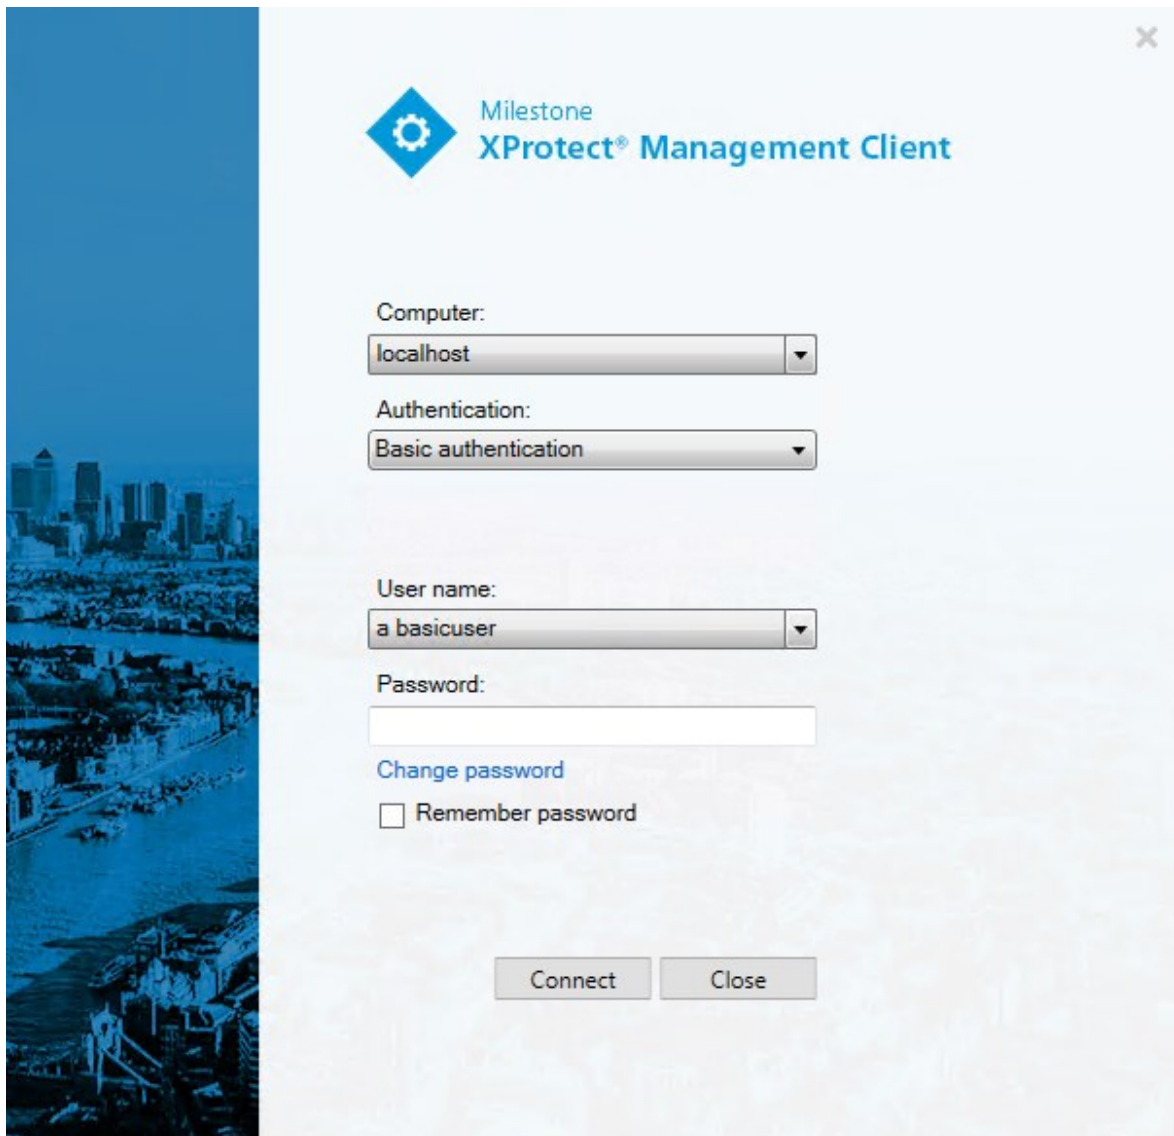 Milestone
XProtect® Management Client
Computer:
localhost
Authentication:
Basic authentication
User name:
a basicuser
Password:
Change password
Remember password
Connect Close